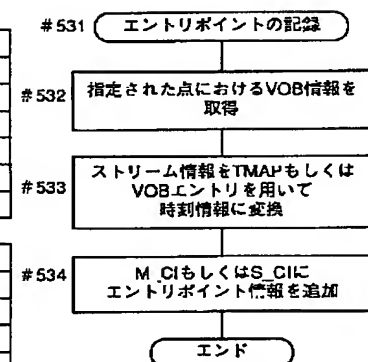 #531 エントリポイントの記録
#532 指定された点におけるVOB情報を
取得
#533 ストリーム情報をTMAPもしくは
VOBエントリを用いて
時刻情報に変換
#534 M_CIもしくはS_CIに
エントリポイント情報を追加
エンド